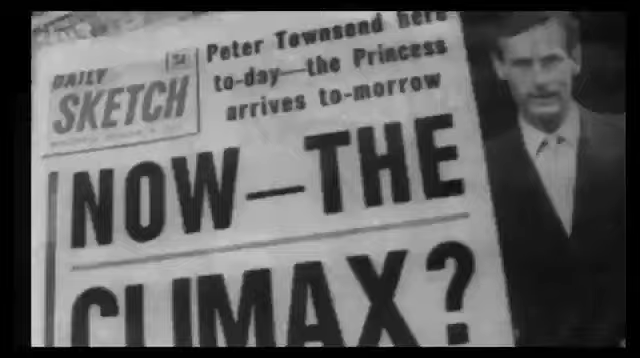 DAILY
SKETCH
Peter Townsend here
to-day—the Princess
arrives to-morrow
NOW—THE
CLIMAX?